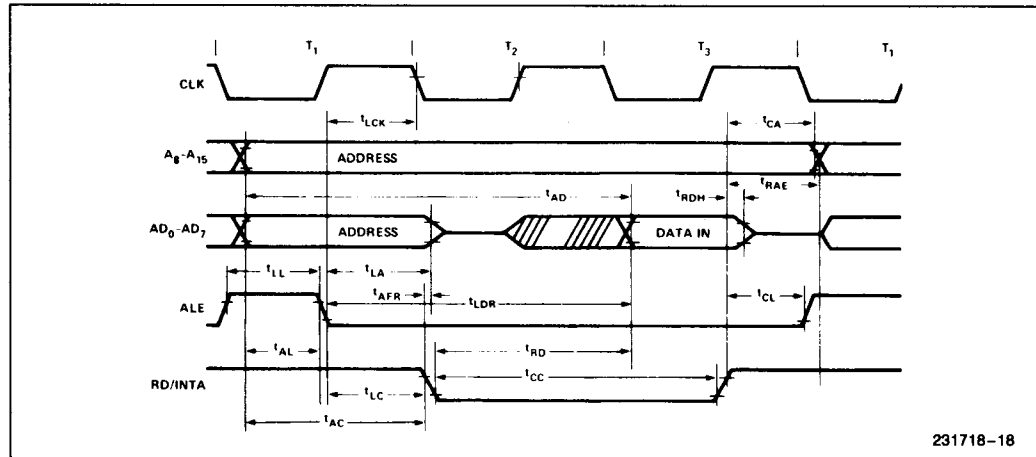 T1 T2 T3 T1
CLK
tLCK tCA
A8-A15 ADDRESS
tRAE
tAD tRDH
AD0-AD7 ADDRESS DATA IN
tLL tLA
tAFR tLDR tCL
ALE
tAL tRD
tCC
RD/INTA
tLC
tAC
231718-18